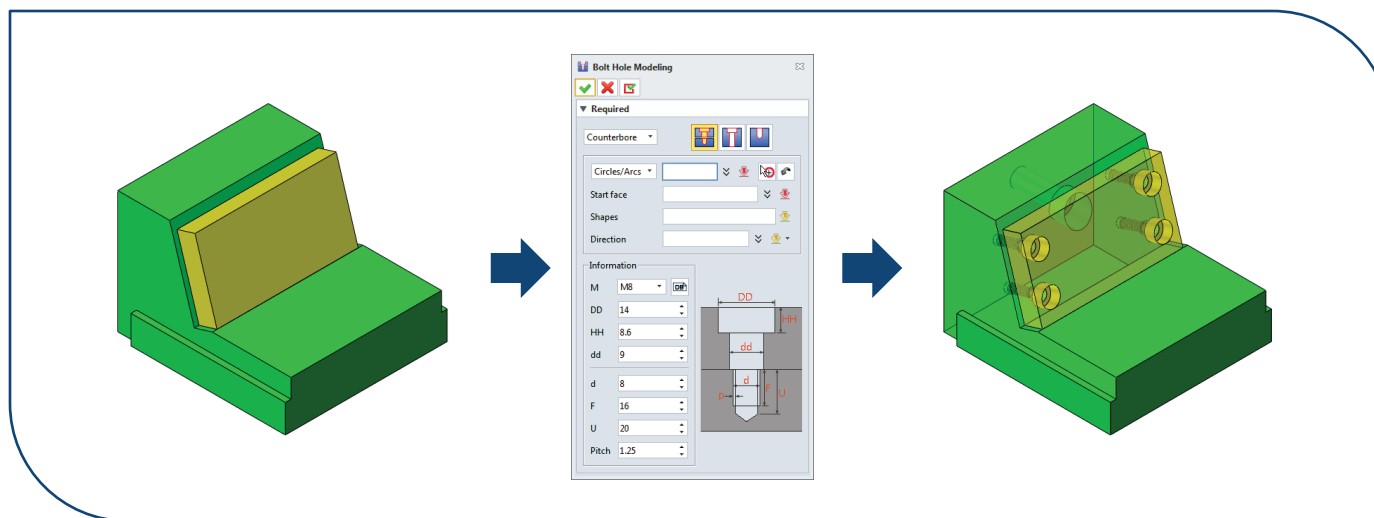 Bolt Hole Modeling
Required
Counterbore
Circles/Arcs
Start face
Shapes
Direction
Information
M M8
DD 14
HH 8.6
dd 9
d 8
F 16
U 20
Pitch 1.25
DD
HH
dd
d
F
U
p